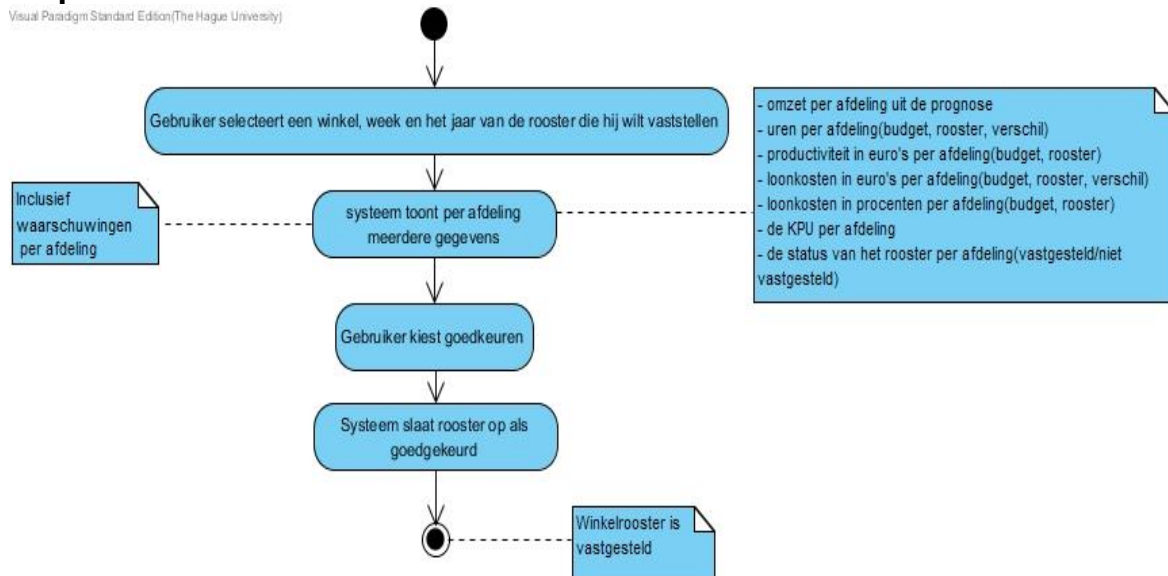 Visual Paradigm Standard Edition(The Hague University)
Gebruiker selecteert een winkel, week en het jaar van de rooster die hij wilt vaststellen
- omzet per afdeling uit de prognose
- uren per afdeling(budget, rooster, verschil)
- productiviteit in euro's per afdeling(budget, rooster)
- loonkosten in euro's per afdeling(budget, rooster, verschil)
- loonkosten in procenten per afdeling(budget, rooster)
- de KPU per afdeling
- de status van het rooster per afdeling(vastgesteld/niet
vastgesteld)
Inclusief
waarschuwingen
per afdeling
systeem toont per afdeling
meerdere gegevens
Gebruiker kiest goedkeuren
Systeem slaat rooster op als
goedgekeurd
Winkelrooster is
vastgesteld